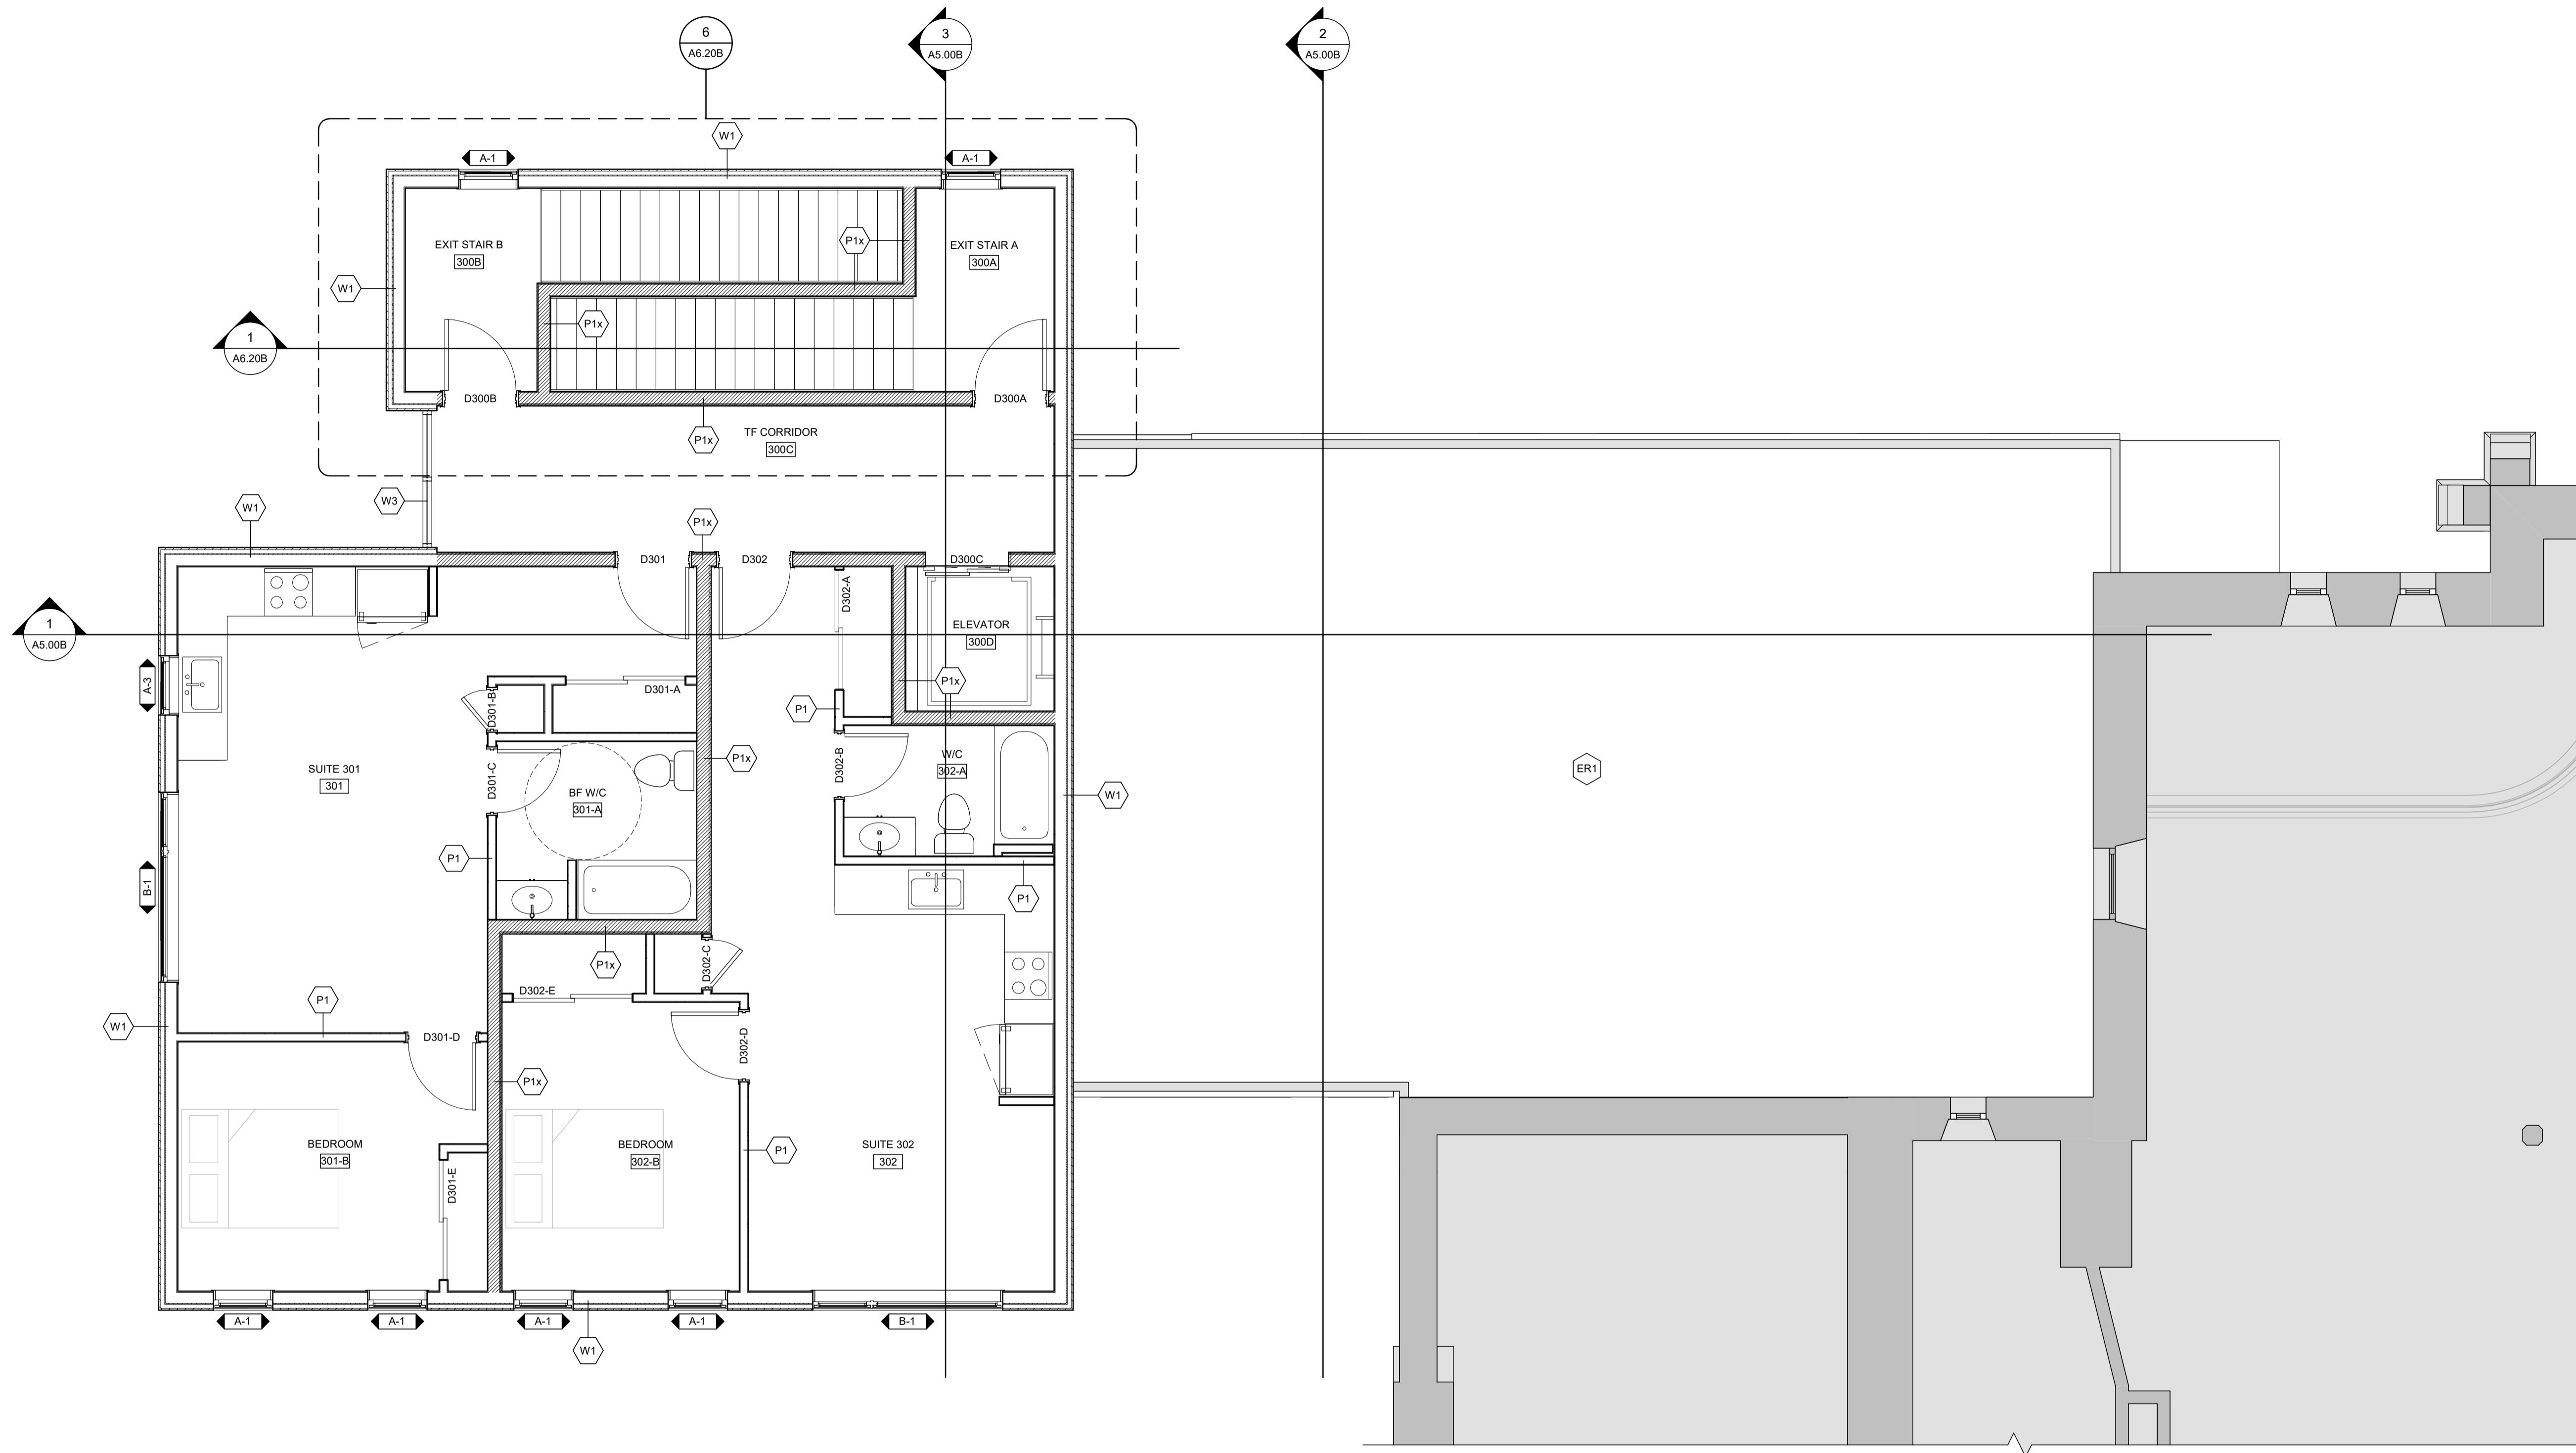 6
A6.20B
3
A5.00B
2
A5.00B
W1
A-1
A-1
EXIT STAIR B
300B
P1x
EXIT STAIR A
300A
W1
P1x
1
A6.20B
D300B
D300A
P1x
TF CORRIDOR
300C
W1
W3
P1x
D301
D302
D300C
D302-A
ELEVATOR
300D
1
A5.00B
A-3
D301-B
D301-A
P1
P1x
SUITE 301
301
D301-C
BF W/C
301-A
P1x
D302-B
W/C
302-A
W1
ER1
B-1
P1
P1
P1x
D302-C
D302-E
P1
W1
D301-D
D302-D
P1x
BEDROOM
301-B
D301-E
BEDROOM
302-B
P1
SUITE 302
302
A-1
A-1
A-1
A-1
B-1
W1